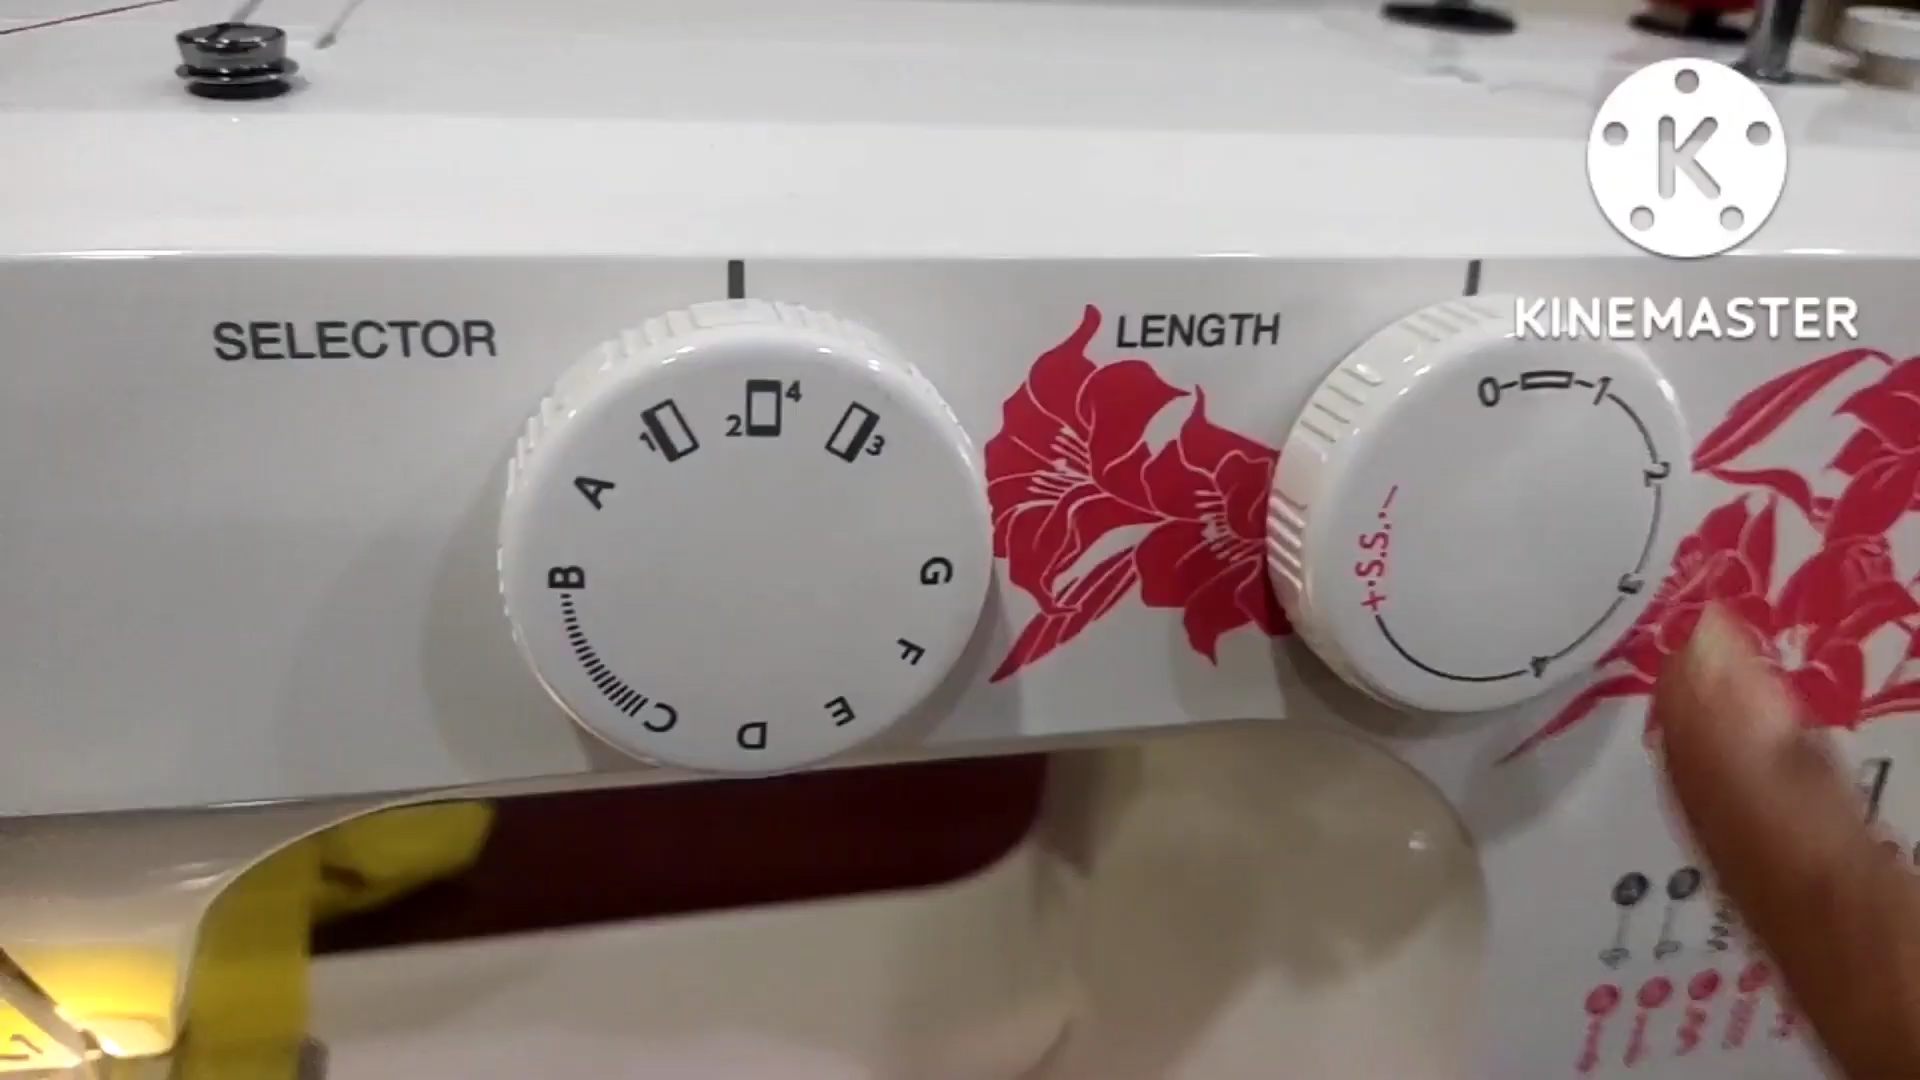 K
KINEMASTER
SELECTOR
LENGTH
1
2 4
3
A
B
C
D
E
F
G
0
1
2
3
4
+ S.S. -